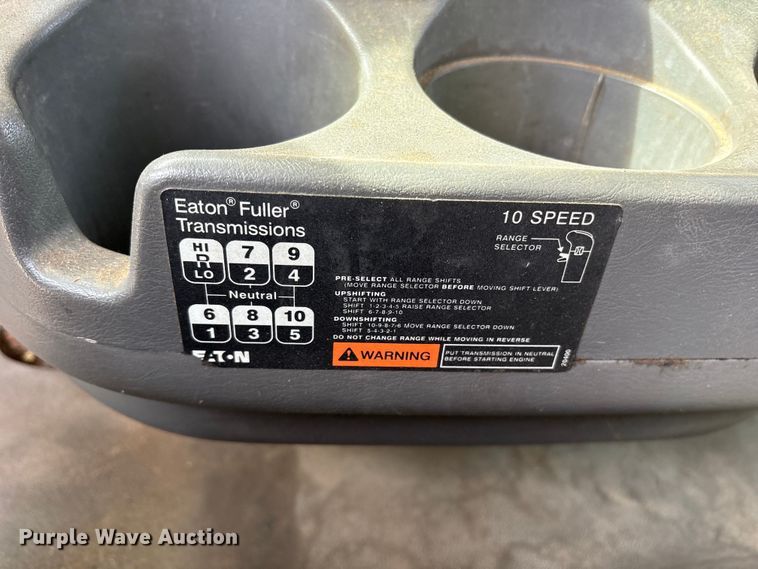 Eaton® Fuller®
Transmissions
10 SPEED
RANGE
SELECTOR
HI
R
LO
7
2
9
4
Neutral
6
1
8
3
10
5
PRE-SELECT ALL RANGE SHIFTS
(MOVE RANGE SELECTOR BEFORE MOVING SHIFT LEVER)
UPSHIFTING
START WITH RANGE SELECTOR DOWN
SHIFT 1-2-3-4-5 RAISE RANGE SELECTOR
SHIFT 6-7-8-9-10
DOWNSHIFTING
SHIFT 10-9-8-7-6 MOVE RANGE SELECTOR DOWN
SHIFT 5-4-3-2-1
DO NOT CHANGE RANGE WHILE MOVING IN REVERSE
EATON
WARNING
PUT TRANSMISSION IN NEUTRAL
BEFORE STARTING ENGINE
20400
Purple Wave Auction